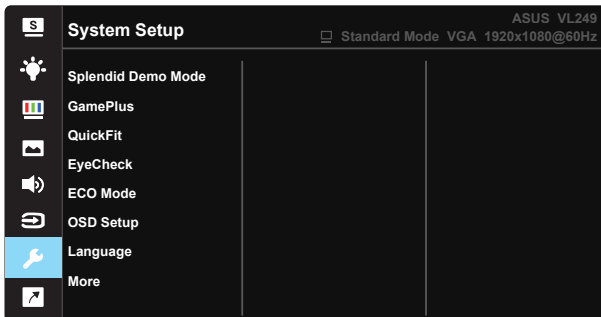 S
System Setup
ASUS VL249
Standard Mode VGA 1920x1080@60Hz
Splendid Demo Mode
GamePlus
QuickFit
EyeCheck
ECO Mode
OSD Setup
Language
More